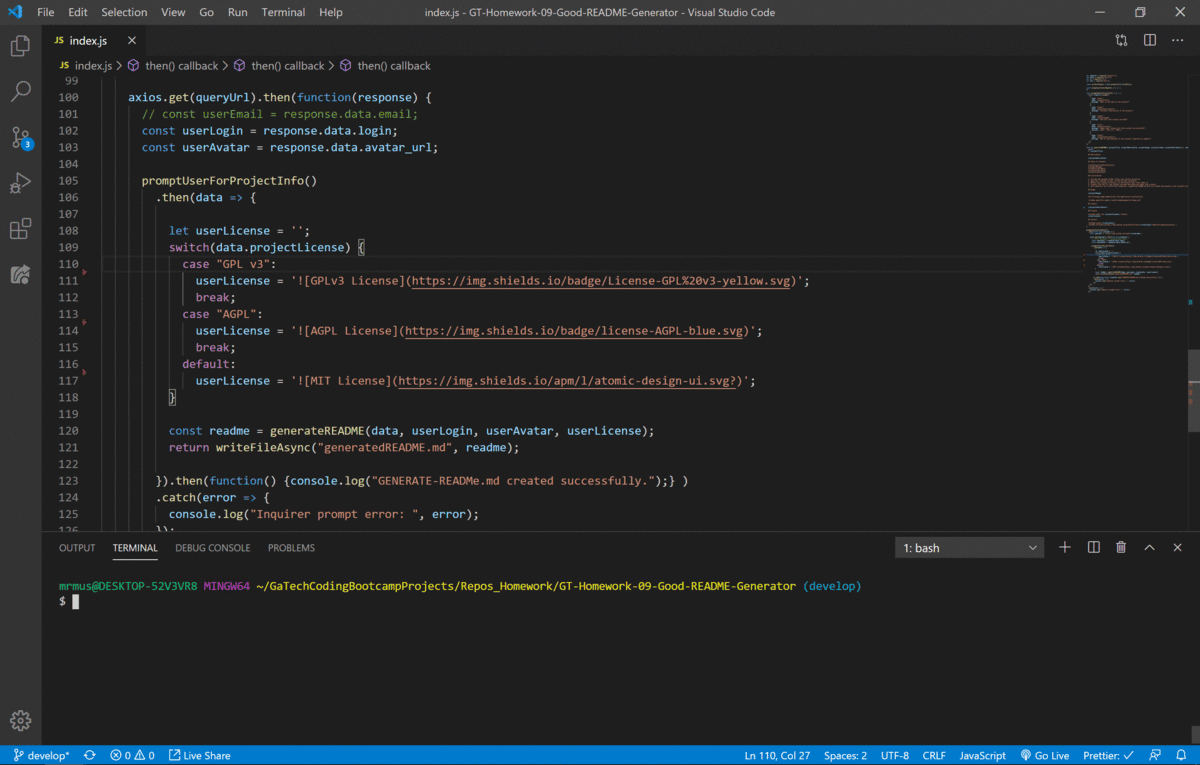 File Edit Selection View Go Run Terminal Help index.js - GT-Homework-09-Good-README-Generator - Visual Studio Code
JS index.js
JS index.js > then() callback > then() callback > then() callback
99
100 axios.get(queryUrl).then(function(response) {
101 // const userEmail = response.data.email;
102 const userLogin = response.data.login;
103 const userAvatar = response.data.avatar_url;
104
105 promptUserForProjectInfo()
106 .then(data => {
107
108 let userLicense = '';
109 switch(data.pojectLicense) {
110 case "GPL v3":
111 userLicense = '![GPLv3 License](https://img.shields.io/badge/license-GPL%20v3-yellow.svg)';
112 break;
113 case "AGPL":
114 userLicense = '![AGPL License](https://img.shields.io/badge/license-AGPL-blue.svg)';
115 break;
116 default:
117 userLicense = '![MIT License](https://img.shields.io/apm/l/atomic-design-ui.svg?)';
118 }
119
120 const readme = generateREADME(data, userLogin, userAvatar, userLicense);
121 return writeFileAsync("generatedREADME.md", readme);
122
123 }).then(function() {console.log("GENERATE-READMe.md created successfully.");} )
124 .catch(error => {
125 console.log("Inquirer prompt error: ", error);
126 });
3
OUTPUT TERMINAL DEBUG CONSOLE PROBLEMS 1: bash
mrmus@DESKTOP-52V3VR8 MINGW64 ~/GaTechCodingBootcampProjects/Repos_Homework/GT-Homework-09-Good-README-Generator (develop)
$
develop* 0 0 Live Share Ln 110, Col 27 Spaces: 2 UTF-8 CRLF JavaScript Go Live Prettier: ✓